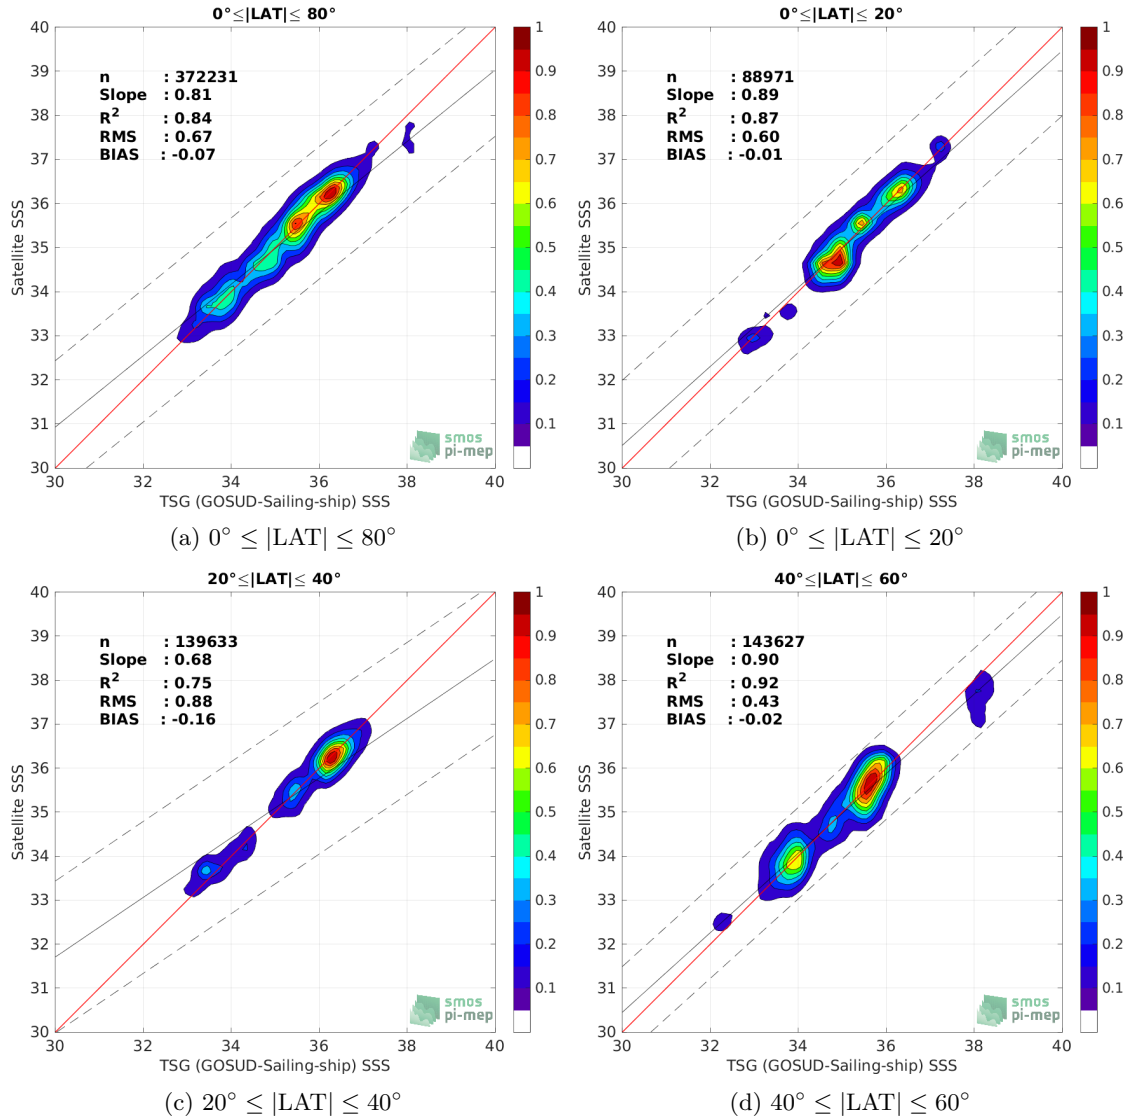 0°≤|LAT|≤ 80°
n : 372231
Slope : 0.81
R² : 0.84
RMS : 0.67
BIAS : -0.07
Satellite SSS
40
39
38
37
36
35
34
33
32
31
30
30 32 34 36 38 40
TSG (GOSUD-Sailing-ship) SSS
1
0.9
0.8
0.7
0.6
0.5
0.4
0.3
0.2
0.1
smos
pi-mep
(a) 0° ≤ |LAT| ≤ 80°
0°≤|LAT|≤ 20°
n : 88971
Slope : 0.89
R² : 0.87
RMS : 0.60
BIAS : -0.01
Satellite SSS
40
39
38
37
36
35
34
33
32
31
30
30 32 34 36 38 40
TSG (GOSUD-Sailing-ship) SSS
1
0.9
0.8
0.7
0.6
0.5
0.4
0.3
0.2
0.1
smos
pi-mep
(b) 0° ≤ |LAT| ≤ 20°
20°≤|LAT|≤ 40°
n : 139633
Slope : 0.68
R² : 0.75
RMS : 0.88
BIAS : -0.16
Satellite SSS
40
39
38
37
36
35
34
33
32
31
30
30 32 34 36 38 40
TSG (GOSUD-Sailing-ship) SSS
1
0.9
0.8
0.7
0.6
0.5
0.4
0.3
0.2
0.1
smos
pi-mep
(c) 20° ≤ |LAT| ≤ 40°
40°≤|LAT|≤ 60°
n : 143627
Slope : 0.90
R² : 0.92
RMS : 0.43
BIAS : -0.02
Satellite SSS
40
39
38
37
36
35
34
33
32
31
30
30 32 34 36 38 40
TSG (GOSUD-Sailing-ship) SSS
1
0.9
0.8
0.7
0.6
0.5
0.4
0.3
0.2
0.1
smos
pi-mep
(d) 40° ≤ |LAT| ≤ 60°